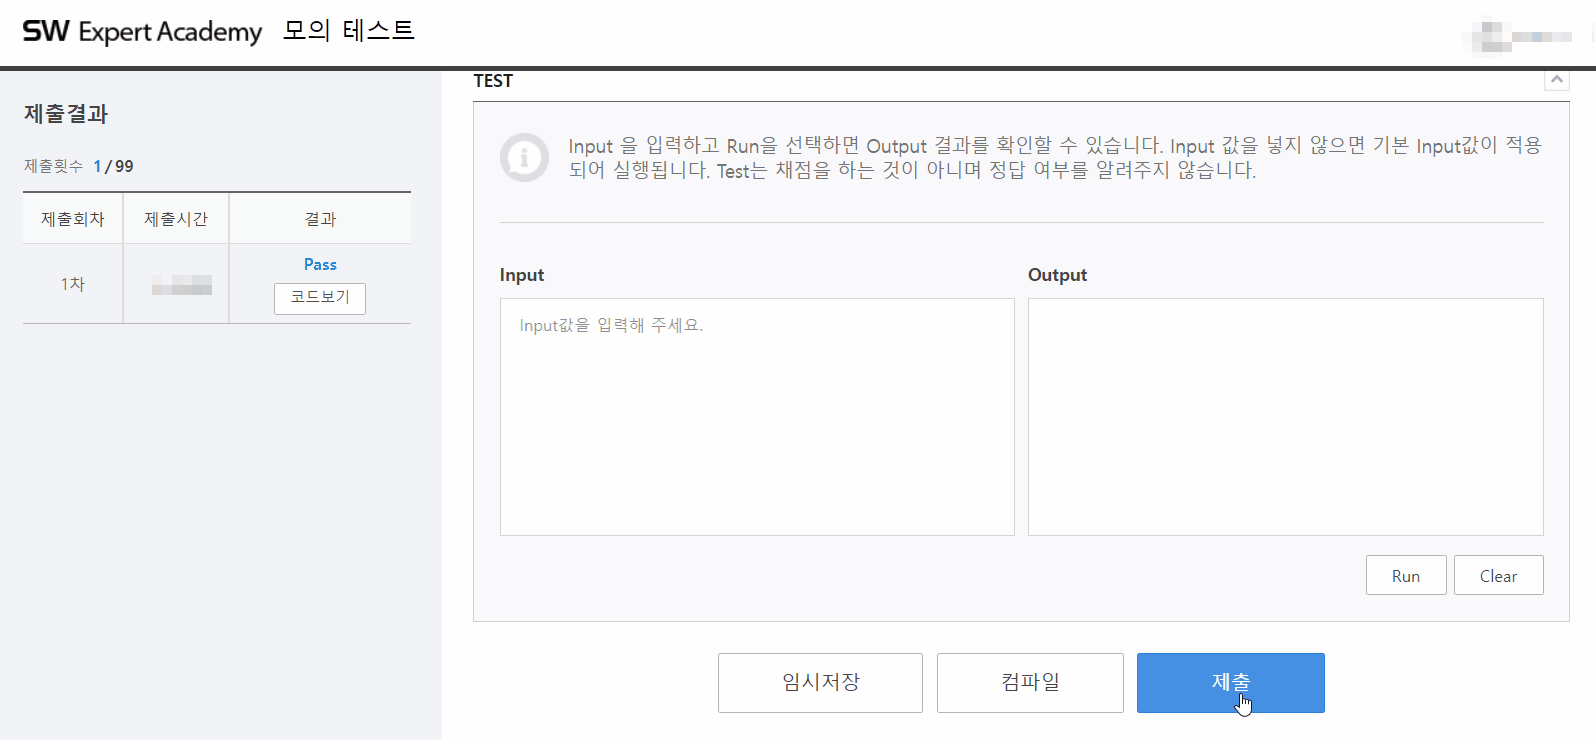 SW Expert Academy 모의 테스트
제출결과
제출횟수 1/99
제출회차 제출시간 결과
1차
Pass
코드보기
TEST
Input 을 입력하고 Run을 선택하면 Output 결과를 확인할 수 있습니다. Input 값을 넣지 않으면 기본 Input값이 적용
되어 실행됩니다. Test는 채점을 하는 것이 아니며 정답 여부를 알려주지 않습니다.
Input
Output
Input값을 입력해 주세요.
Run
Clear
임시저장
컴파일
제출